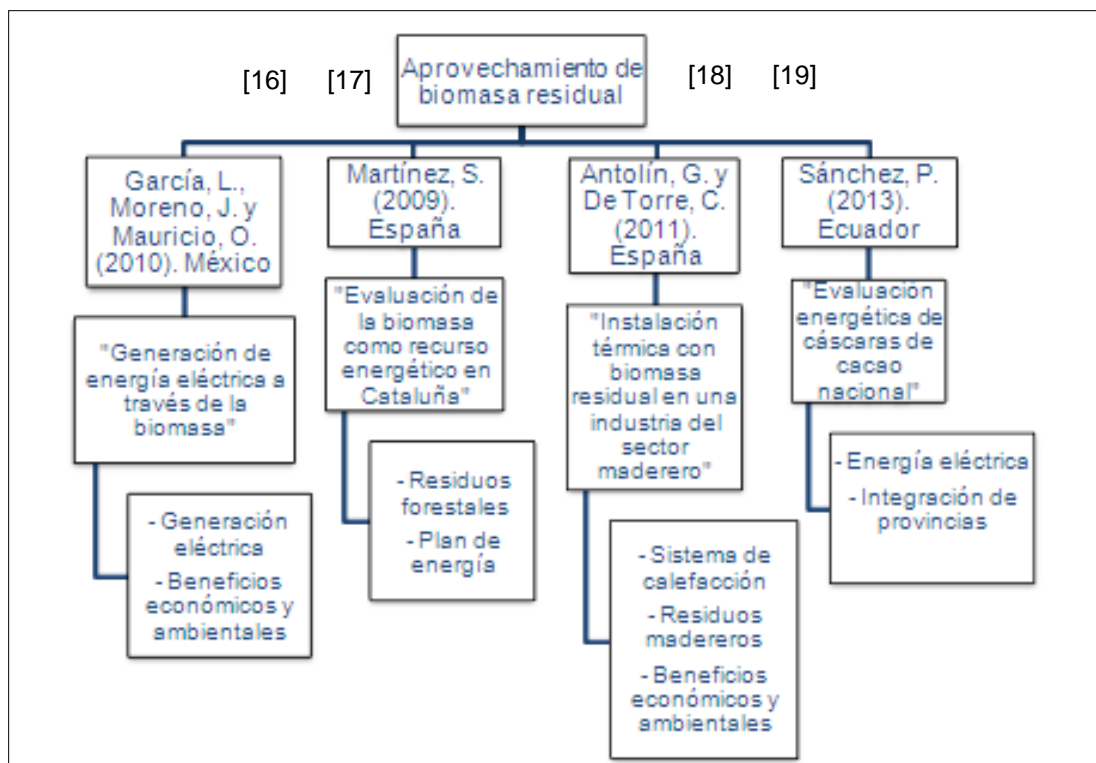 [16]
[17]
Aprovechamiento de
biomasa residual
[18]
[19]
García, L.,
Moreno, J. y
Mauricio, O.
(2010). México
Martínez, S.
(2009).
España
Antolín, G. y
De Torre, C.
(2011).
España
Sánchez, P.
(2013).
Ecuador
"Generación de
energía eléctrica a
través de la
biomasa"
"Evaluación de
la biomasa
como recurso
energético en
Cataluña"
"Instalación
térmica con
biomasa
residual en una
industria del
sector
maderero"
"Evaluación
energética de
cáscaras de
cacao
nacional"
- Generación
eléctrica
- Beneficios
económicos y
ambientales
- Residuos
forestales
- Plan de
energía
- Sistema de
calefacción
- Residuos
madereros
- Beneficios
económicos y
ambientales
- Energía eléctrica
- Integración de
provincias